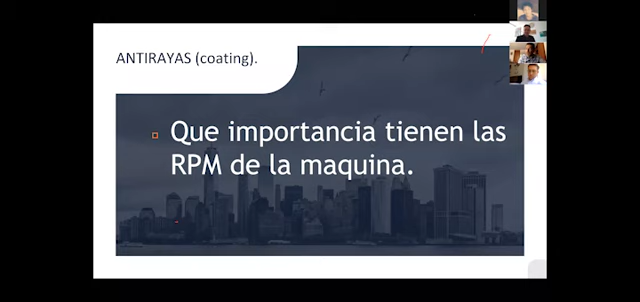 ANTIRAYAS (coating).
Que importancia tienen las
RPM de la maquina.